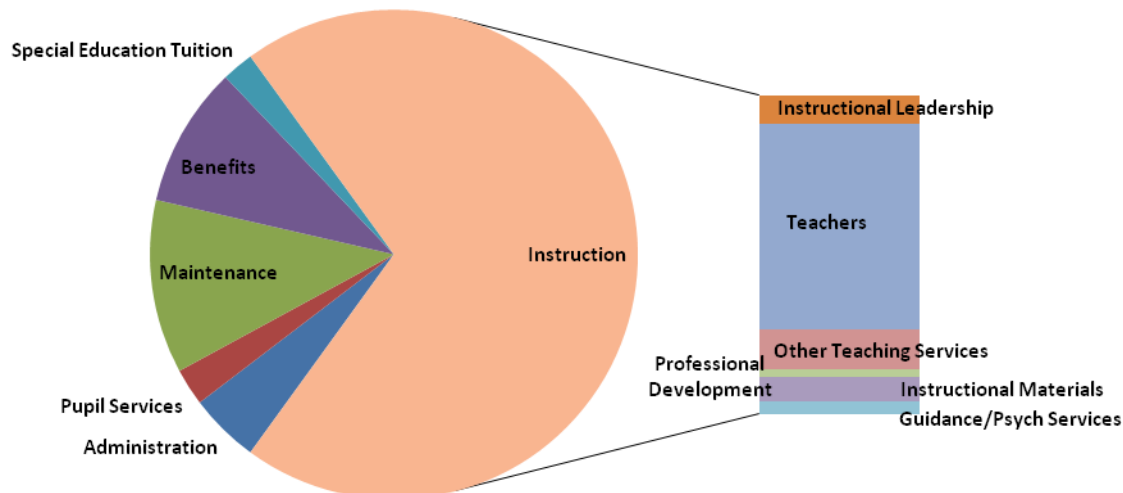 Special Education Tuition
Benefits
Maintenance
Pupil Services
Administration
Instruction
Instructional Leadership
Teachers
Other Teaching Services
Professional
Development
Instructional Materials
Guidance/Psych Services